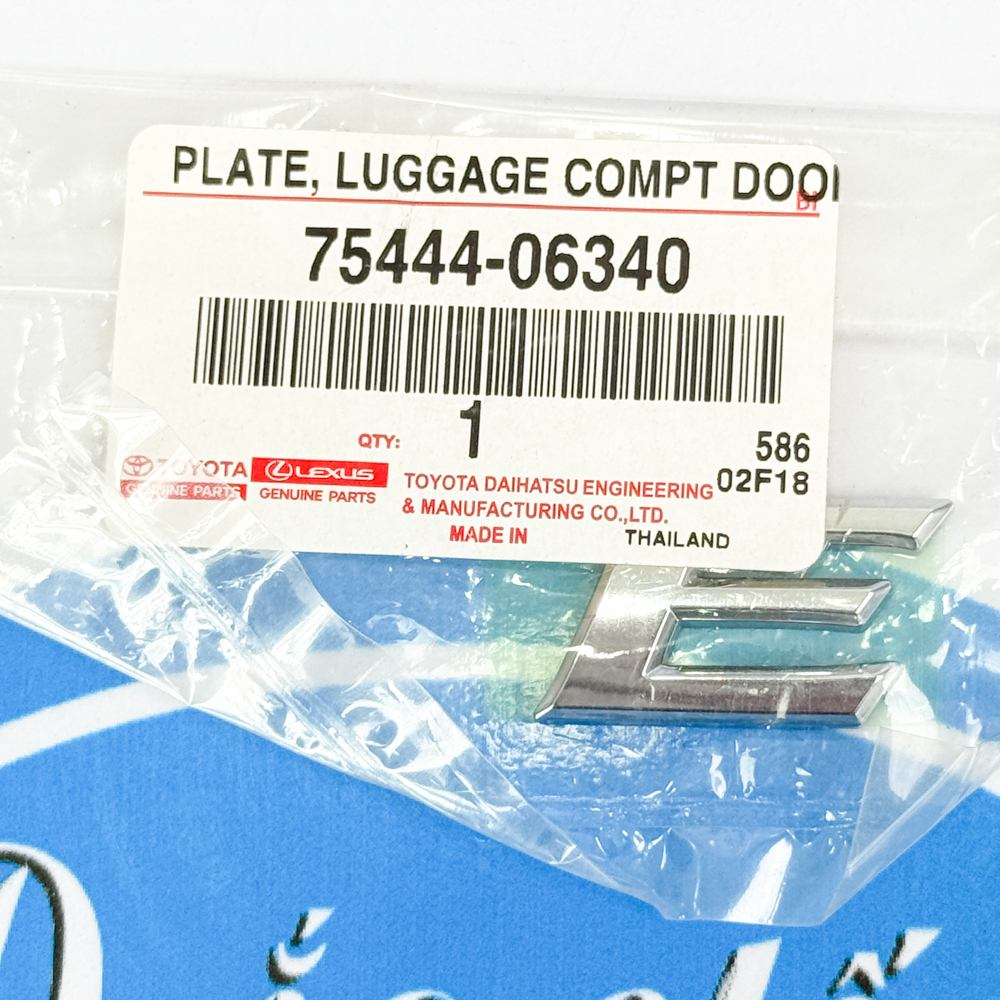 PLATE, LUGGAGE COMPT DOO
BI
75444-06340
QTY: 1
586
02F18
TOYOTA
GENUINE PARTS
LEXUS
GENUINE PARTS
TOYOTA DAIHATSU ENGINEERING
& MANUFACTURING CO.,LTD.
MADE IN THAILAND
E